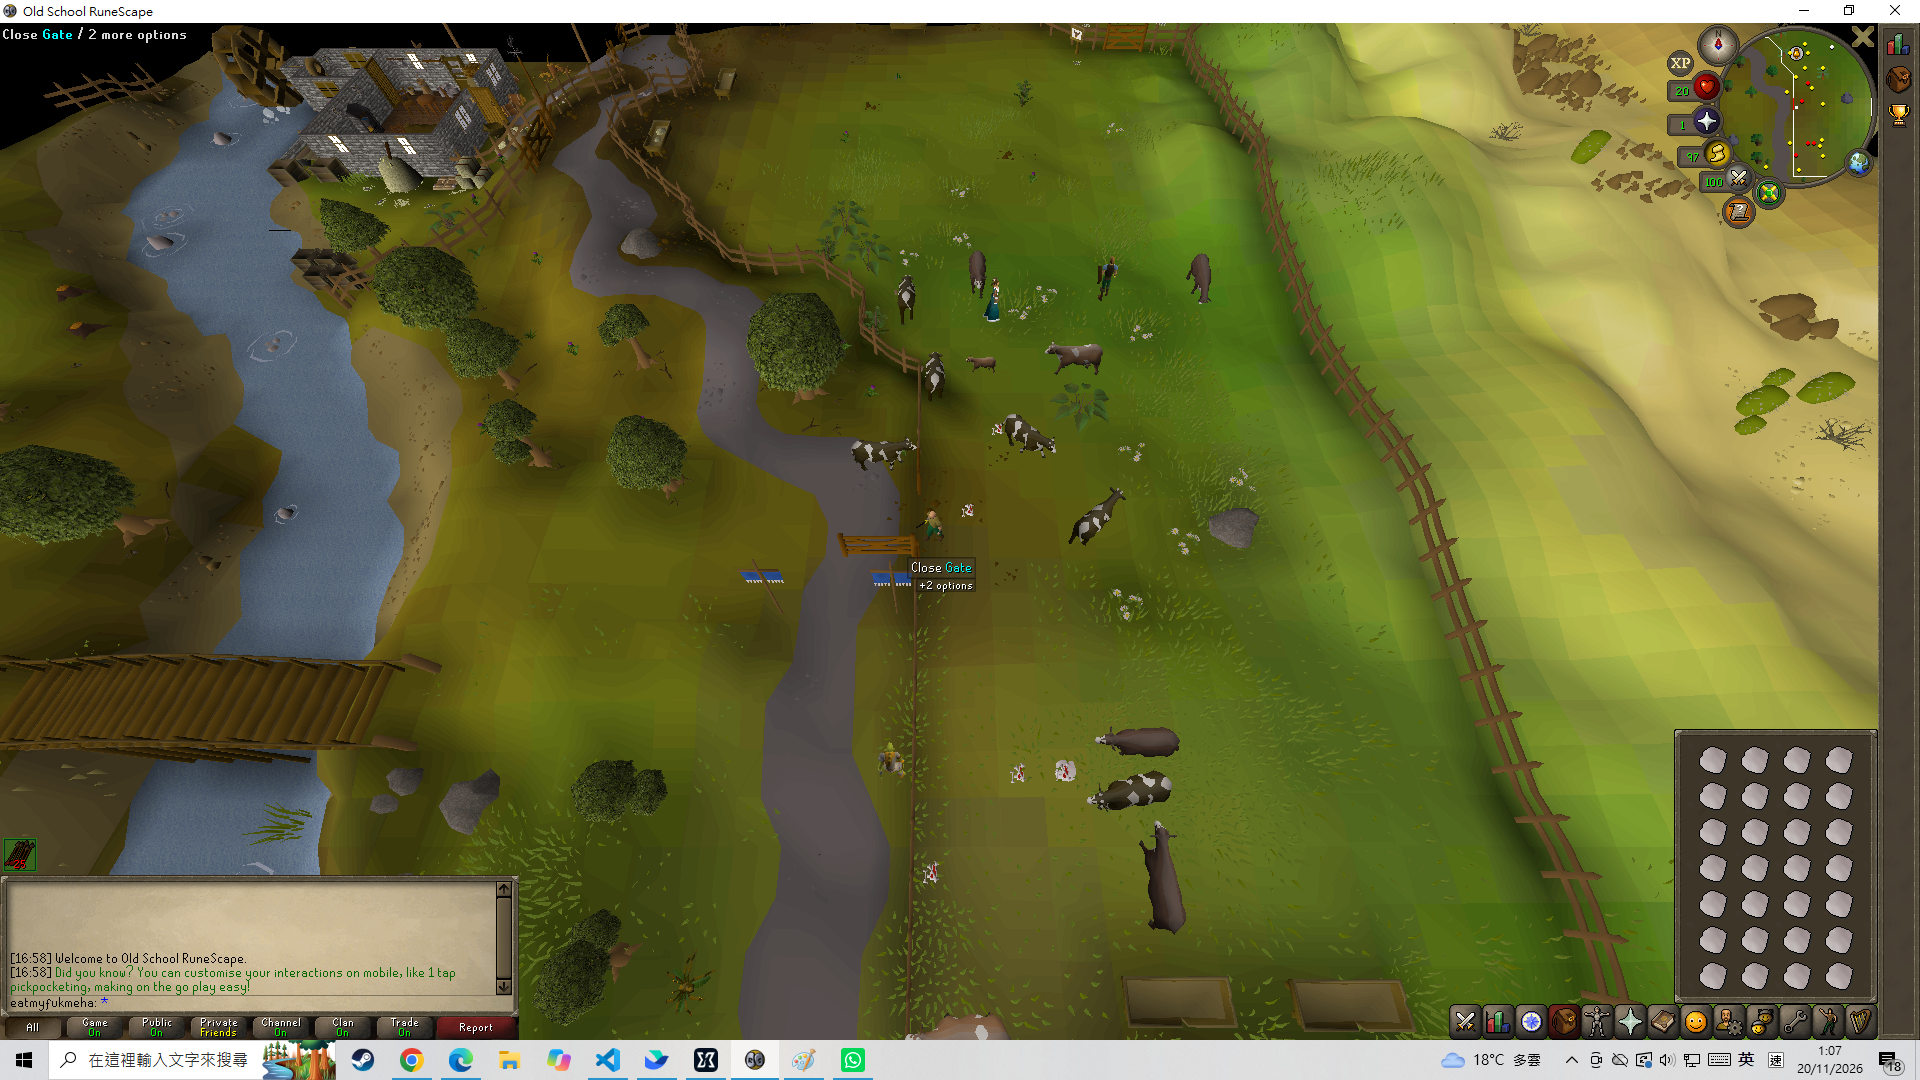 Old School RuneScape
Close Gate / 2 more options
N
XP
20
1
97
100
Close Gate
+2 options
25
[16:58] Welcome to Old School RuneScape.
[16:58] Did you know? You can customise your interactions on mobile, like 1 tap
pickpocketing, making on the go play easy!
eatmyfukmeha: *
All
Game
On
Public
On
Private
Friends
Channel
On
Clan
On
Trade
On
Report
在這裡輸入文字來搜尋
18°C 多雲
英
速
1:07
20/11/2026
18